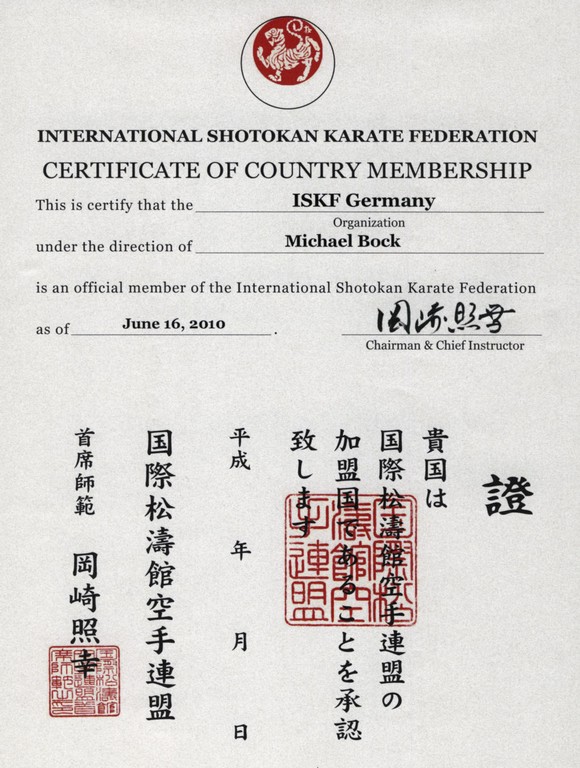 INTERNATIONAL SHOTOKAN KARATE FEDERATION
CERTIFICATE OF COUNTRY MEMBERSHIP
This is certify that the ISKF Germany
Organization
under the direction of Michael Bock
is an official member of the International Shotokan Karate Federation
as of June 16, 2010.
Chairman & Chief Instructor
證
貴国は
国際松濤館空手連盟の
加盟国であることを承認
致します
平成 年 月 日
国際松濤館空手連盟
首席師範 岡崎照幸